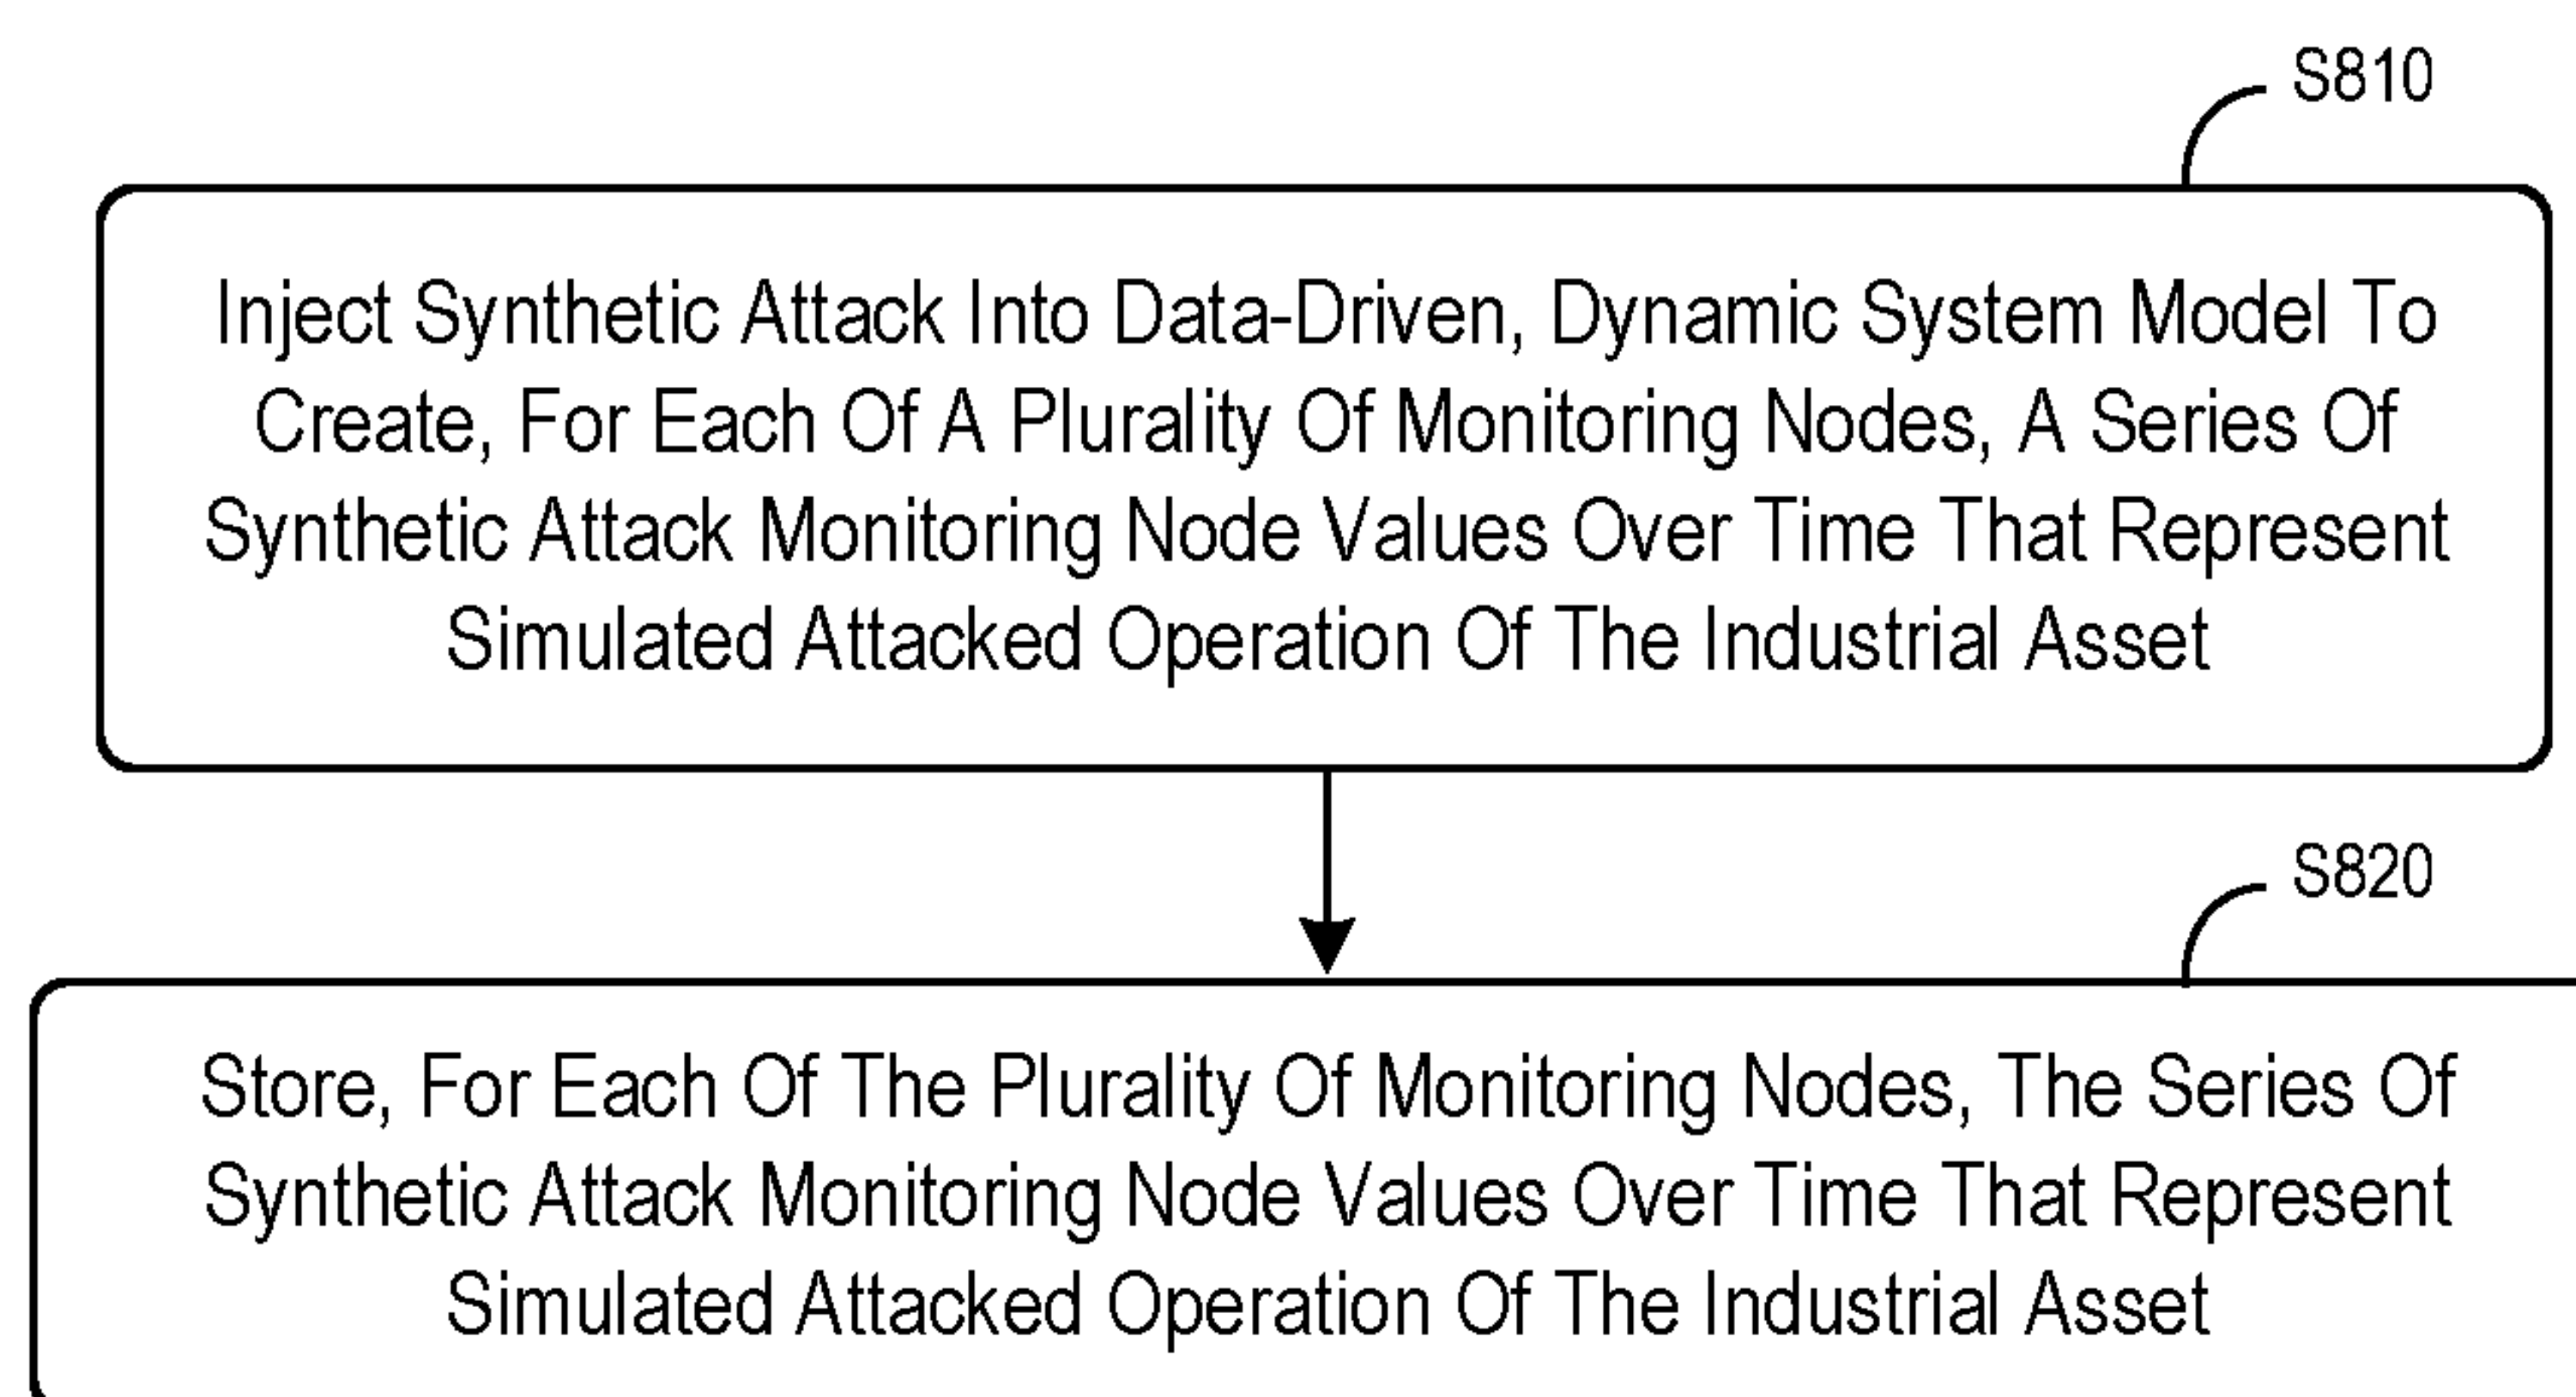 S810
Inject Synthetic Attack Into Data-Driven, Dynamic System Model To
Create, For Each Of A Plurality Of Monitoring Nodes, A Series Of
Synthetic Attack Monitoring Node Values Over Time That Represent
Simulated Attacked Operation Of The Industrial Asset
S820
Store, For Each Of The Plurality Of Monitoring Nodes, The Series Of
Synthetic Attack Monitoring Node Values Over Time That Represent
Simulated Attacked Operation Of The Industrial Asset